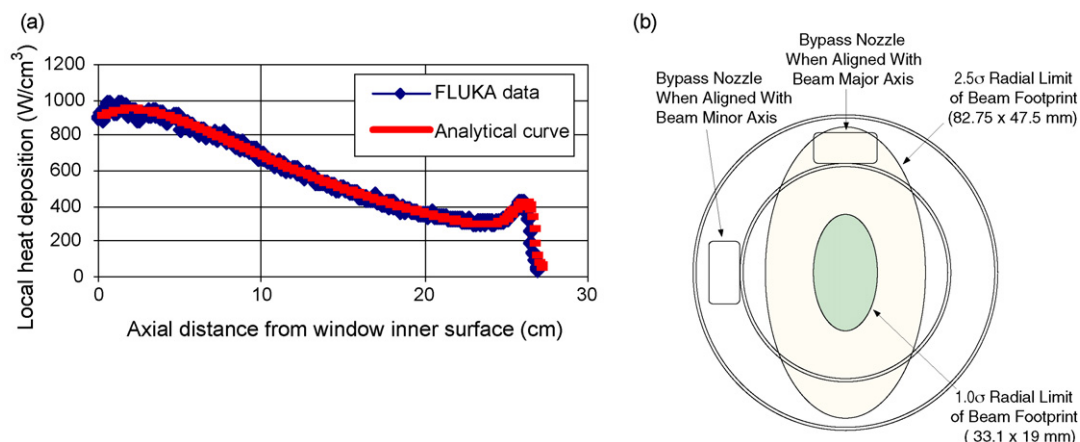 (a)
1200
1000
800
600
400
200
0
Local heat deposition (W/cm3)
0
10
20
30
Axial distance from window inner surface (cm)
FLUKA data
Analytical curve
(b)
Bypass Nozzle
When Aligned With
Beam Major Axis
Bypass Nozzle
When Aligned With
Beam Minor Axis
2.5σ Radial Limit
of Beam Footprint
(82.75 x 47.5 mm)
1.0σ Radial Limit
of Beam Footprint
( 33.1 x 19 mm)